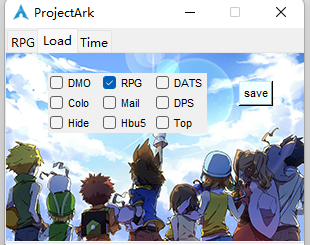 ProjectArk
RPG Load Time
DMO RPG DATS
save
Colo Mail DPS
Hide Hbu5 Top